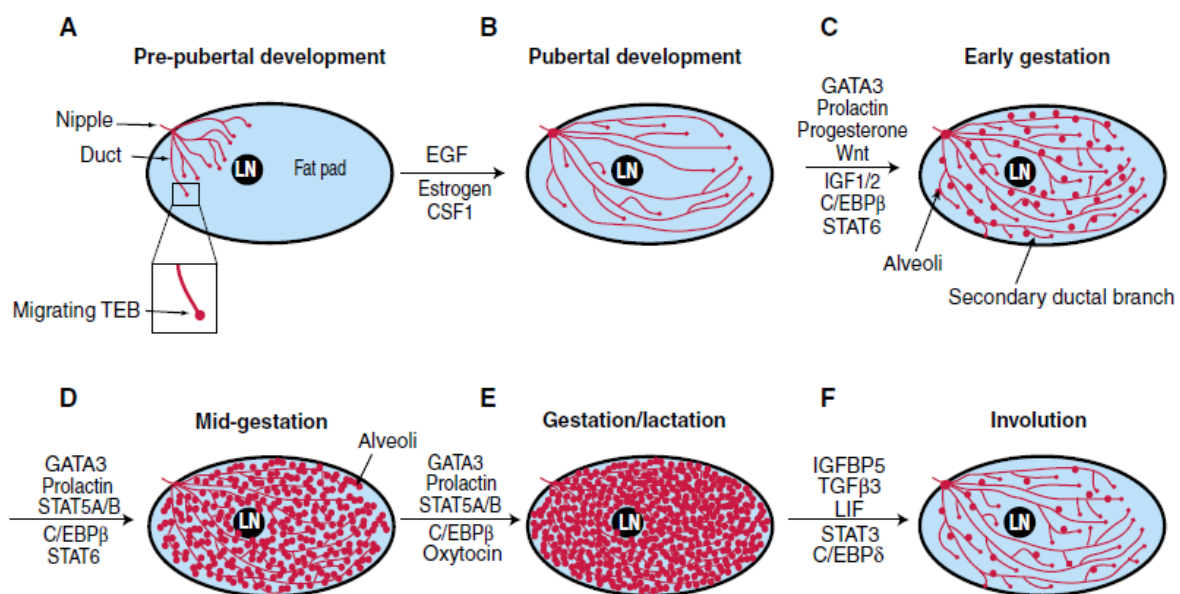 A
Pre-pubertal development
Nipple
Duct
LN
Fat pad
Migrating TEB
EGF
Estrogen
CSF1
B
Pubertal development
LN
GATA3
Prolactin
Progesterone
Wnt
IGF1/2
C/EBPβ
STAT6
C
Early gestation
LN
Alveoli
Secondary ductal branch
GATA3
Prolactin
STAT5A/B
C/EBPβ
STAT6
D
Mid-gestation
Alveoli
LN
GATA3
Prolactin
STAT5A/B
C/EBPβ
Oxytocin
E
Gestation/lactation
LN
IGFBP5
TGFβ3
LIF
STAT3
C/EBPδ
F
Involution
LN